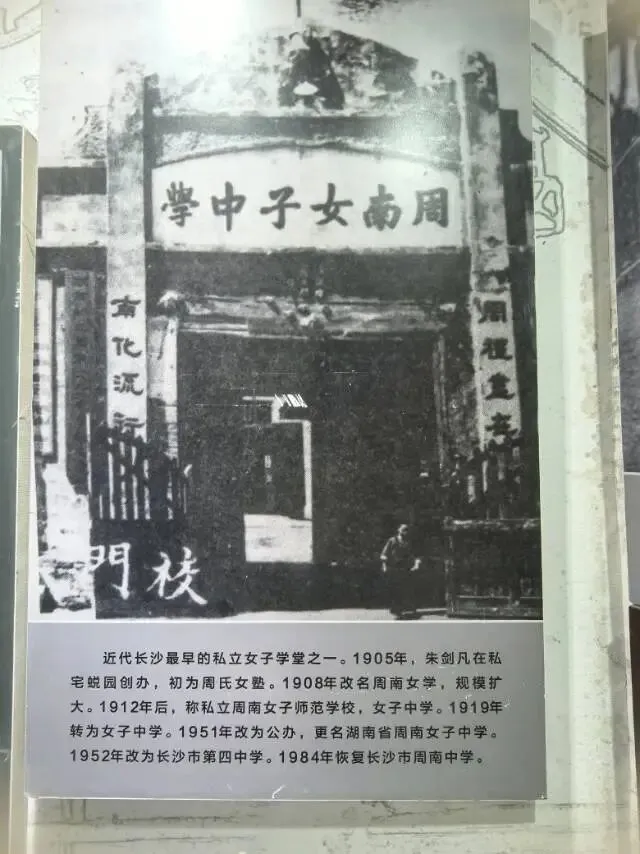 周南女子中學
周禮盡在
南化流行
校門
近代长沙最早的私立女子学堂之一。1905年，朱剑凡在私
宅蜕园创办，初为周氏女塾。1908年改名周南女学，规模扩
大。1912年后，称私立周南女子师范学校，女子中学。1919年
转为女子中学。1951年改为公办，更名湖南省周南女子中学。
1952年改为长沙市第四中学。1984年恢复长沙市周南中学。